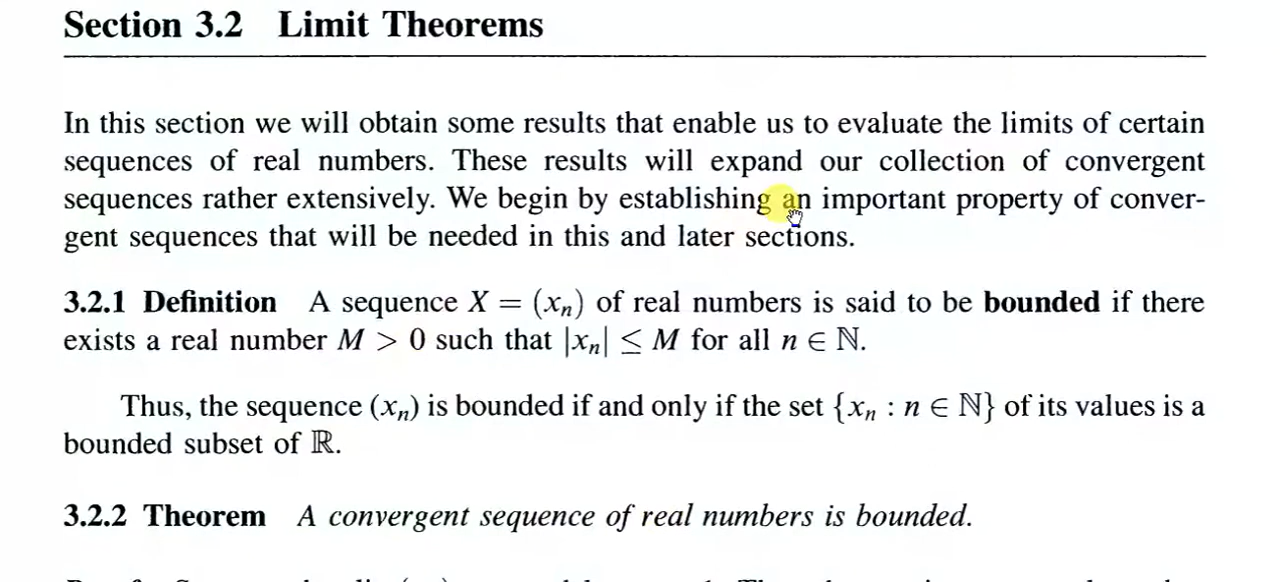 Section 3.2 Limit Theorems
In this section we will obtain some results that enable us to evaluate the limits of certain
sequences of real numbers. These results will expand our collection of convergent
sequences rather extensively. We begin by establishing an important property of conver-
gent sequences that will be needed in this and later sections.
3.2.1 Definition A sequence X = (xₙ) of real numbers is said to be bounded if there
exists a real number M > 0 such that |xₙ| ≤ M for all n ∈ ℕ.
Thus, the sequence (xₙ) is bounded if and only if the set {xₙ : n ∈ ℕ} of its values is a
bounded subset of ℝ.
3.2.2 Theorem A convergent sequence of real numbers is bounded.